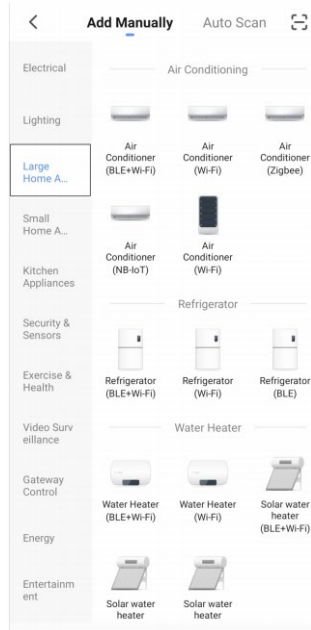 Add Manually
Auto Scan
Electrical
Lighting
Large
Home A...
Small
Home A...
Kitchen
Appliances
Security &
Sensors
Exercise &
Health
Video Surv
eillance
Gateway
Control
Energy
Entertainm
ent
Air Conditioning
Air
Conditioner
(BLE+Wi-Fi)
Air
Conditioner
(Wi-Fi)
Air
Conditioner
(Zigbee)
Air
Conditioner
(NB-IoT)
Air
Conditioner
(Wi-Fi)
Refrigerator
Refrigerator
(BLE+Wi-Fi)
Refrigerator
(Wi-Fi)
Refrigerator
(BLE)
Water Heater
Water Heater
(BLE+Wi-Fi)
Water Heater
(Wi-Fi)
Solar water
heater
(BLE+Wi-Fi)
Solar water
heater
Solar water
heater